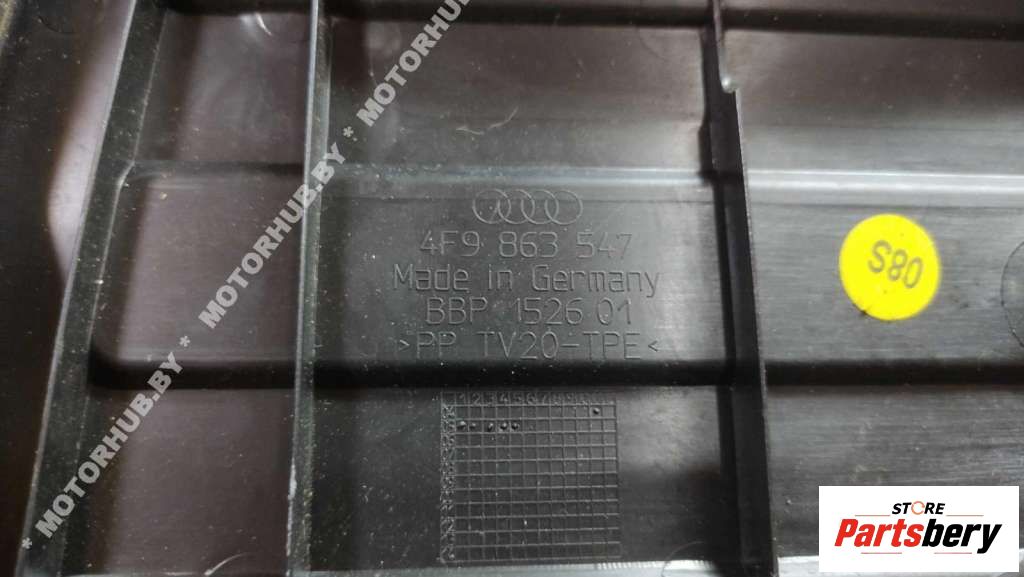 4F9 863 547
Made in Germany
BBP 1526 01
>PP TV20-TPE<
08S
* MOTORHUB.BY * MOTORHUB.BY * MOTORHUB.BY
STORE
Partsbery